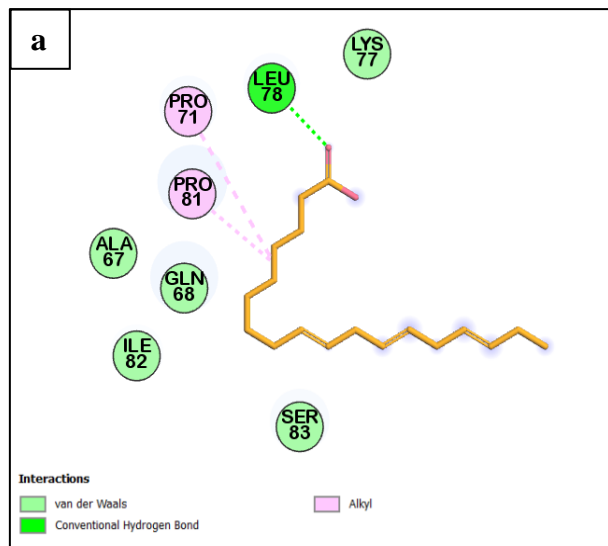 a
LYS
77
LEU
78
PRO
71
PRO
81
ALA
67
GLN
68
ILE
82
SER
83
Interactions
van der Waals
Conventional Hydrogen Bond
Alkyl